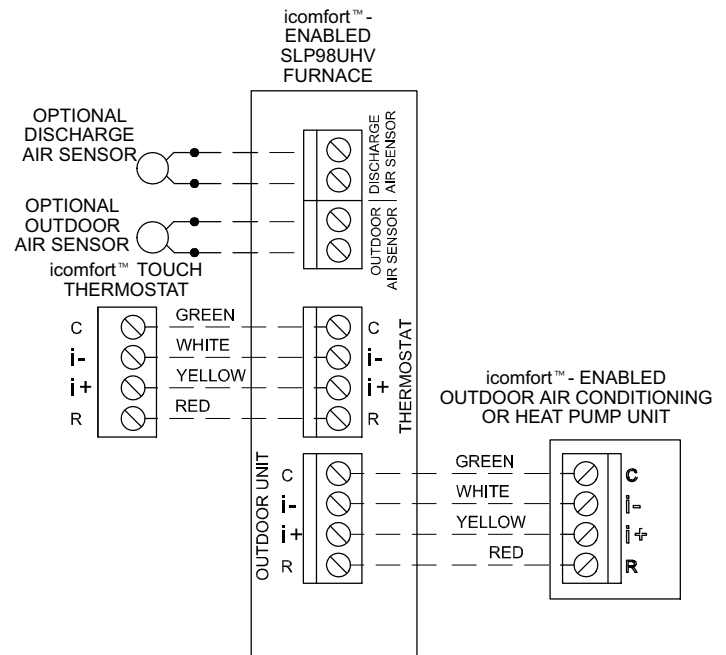 icomfort™ -
ENABLED
SLP98UHV
FURNACE
OPTIONAL
DISCHARGE
AIR SENSOR
DISCHARGE
AIR SENSOR
OPTIONAL
OUTDOOR
AIR SENSOR
OUTDOOR
AIR SENSOR
icomfort™ TOUCH
THERMOSTAT
C GREEN C
i- WHITE i-
i+ YELLOW i+
R RED R
THERMOSTAT
icomfort™ - ENABLED
OUTDOOR AIR CONDITIONING
OR HEAT PUMP UNIT
OUTDOOR UNIT
C GREEN C
i- WHITE i-
i+ YELLOW i+
R RED R